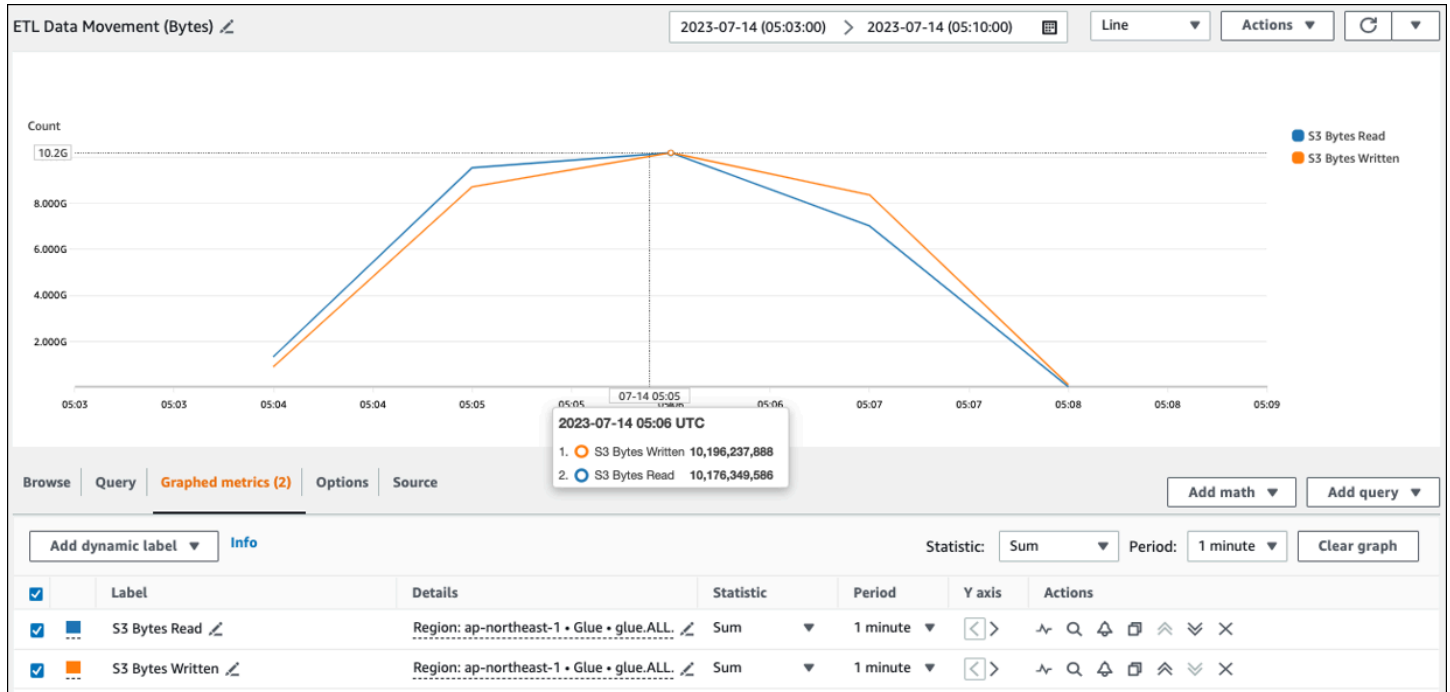 ETL Data Movement (Bytes)
2023-07-14 (05:03:00) > 2023-07-14 (05:10:00)
Line
Actions
Count
10.2G
8.000G
6.000G
4.000G
2.000G
S3 Bytes Read
S3 Bytes Written
05:03 05:03 05:04 05:04 05:05 05:05 05:06 05:06 05:07 05:07 05:08 05:08 05:09
07-14 05:05
2023-07-14 05:06 UTC
1. S3 Bytes Written 10,196,237,888
2. S3 Bytes Read 10,176,349,586
Browse Query Graphed metrics (2) Options Source
Add math Add query
Add dynamic label Info
Statistic: Sum Period: 1 minute Clear graph
Label Details Statistic Period Y axis Actions
S3 Bytes Read Region: ap-northeast-1 • Glue • glue.ALL. Sum 1 minute < >
S3 Bytes Written Region: ap-northeast-1 • Glue • glue.ALL. Sum 1 minute < >